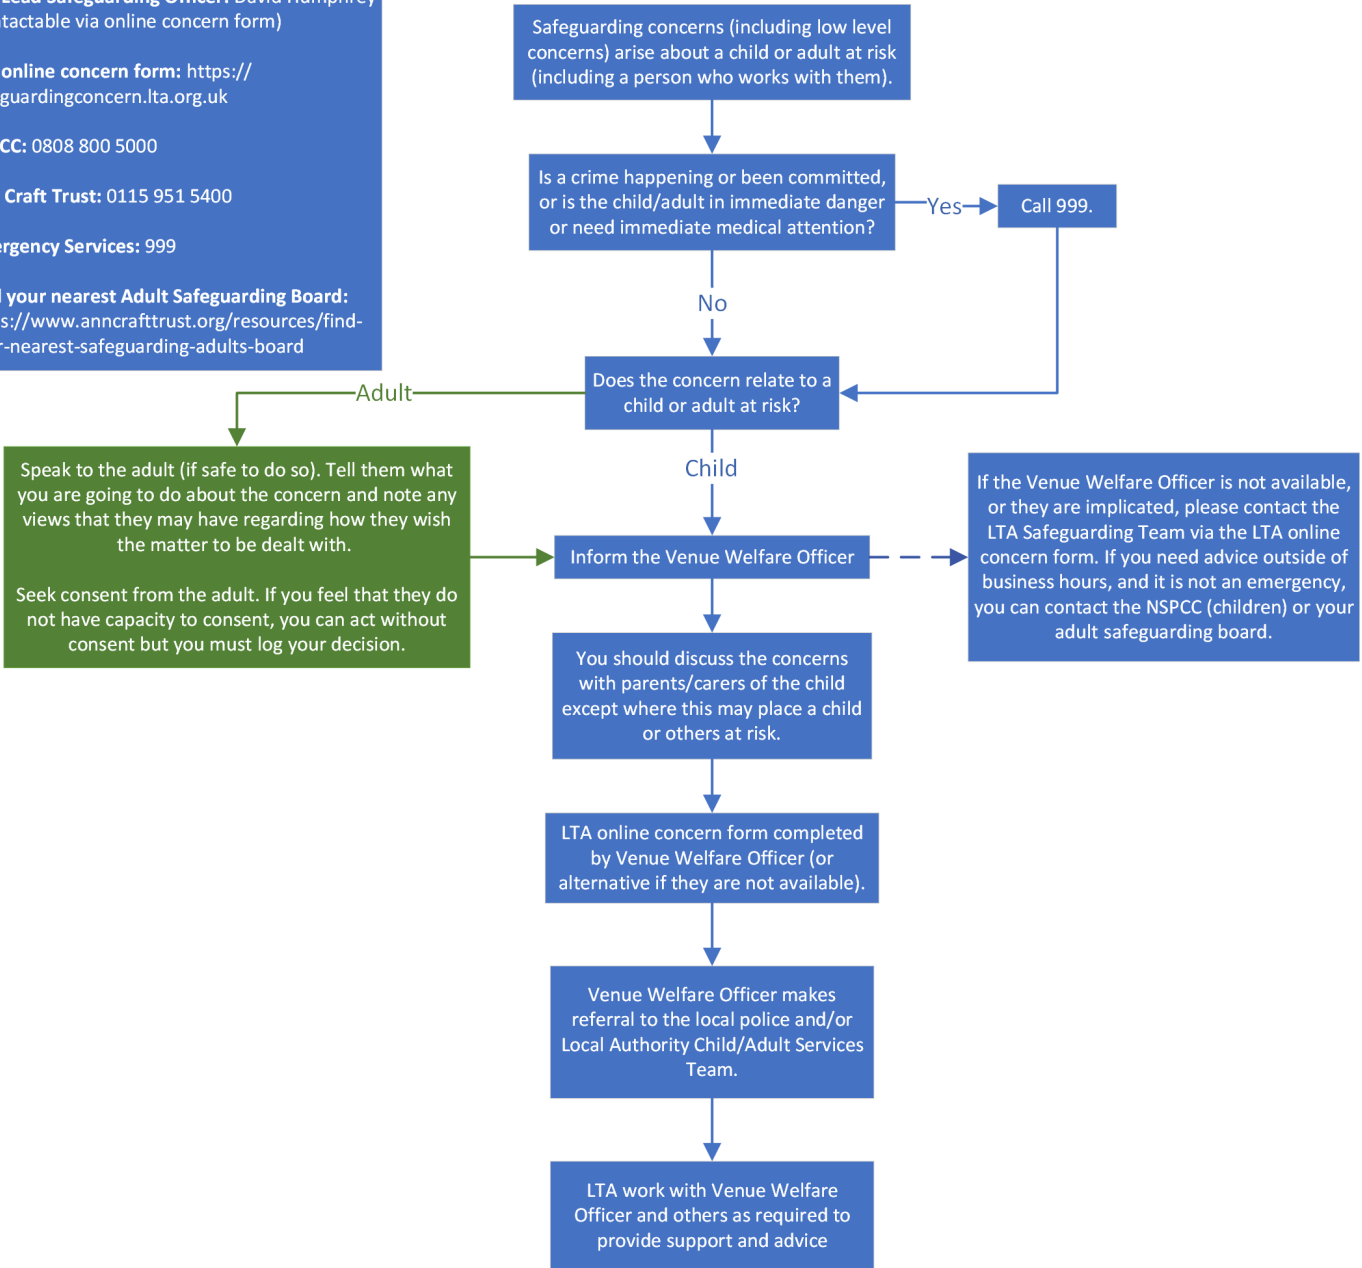 Lead Safeguarding Officer: David Humphrey
ntactable via online concern form)
online concern form: https://
guardingconcern.lta.org.uk
CC: 0808 800 5000
Craft Trust: 0115 951 5400
ergency Services: 999
your nearest Adult Safeguarding Board:
s://www.anncrafttrust.org/resources/find-
r-nearest-safeguarding-adults-board
Safeguarding concerns (including low level
concerns) arise about a child or adult at risk
(including a person who works with them).
Is a crime happening or been committed,
or is the child/adult in immediate danger
or need immediate medical attention?
Yes
Call 999.
No
Does the concern relate to a
child or adult at risk?
Adult
Child
Speak to the adult (if safe to do so). Tell them what
you are going to do about the concern and note any
views that they may have regarding how they wish
the matter to be dealt with.
Seek consent from the adult. If you feel that they do
not have capacity to consent, you can act without
consent but you must log your decision.
Inform the Venue Welfare Officer
If the Venue Welfare Officer is not available,
or they are implicated, please contact the
LTA Safeguarding Team via the LTA online
concern form. If you need advice outside of
business hours, and it is not an emergency,
you can contact the NSPCC (children) or your
adult safeguarding board.
You should discuss the concerns
with parents/carers of the child
except where this may place a child
or others at risk.
LTA online concern form completed
by Venue Welfare Officer (or
alternative if they are not available).
Venue Welfare Officer makes
referral to the local police and/or
Local Authority Child/Adult Services
Team.
LTA work with Venue Welfare
Officer and others as required to
provide support and advice